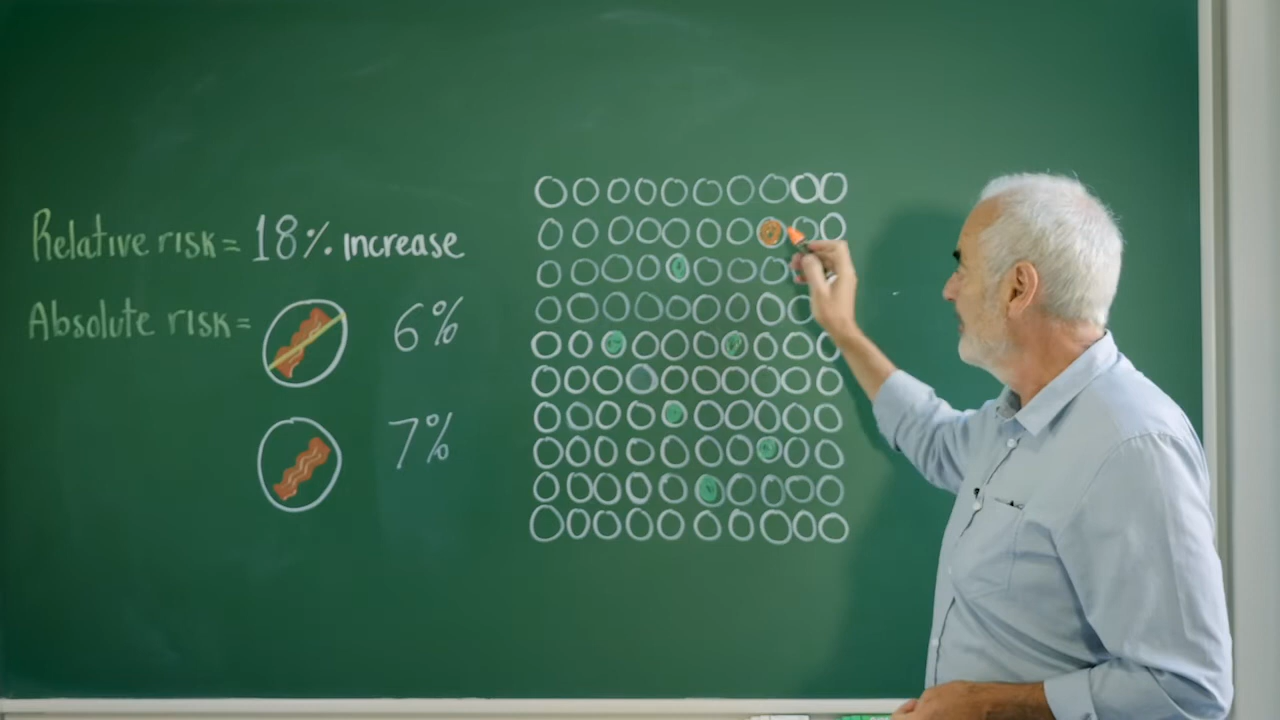 Relative risk = 18% increase
Absolute risk = 6%
7%